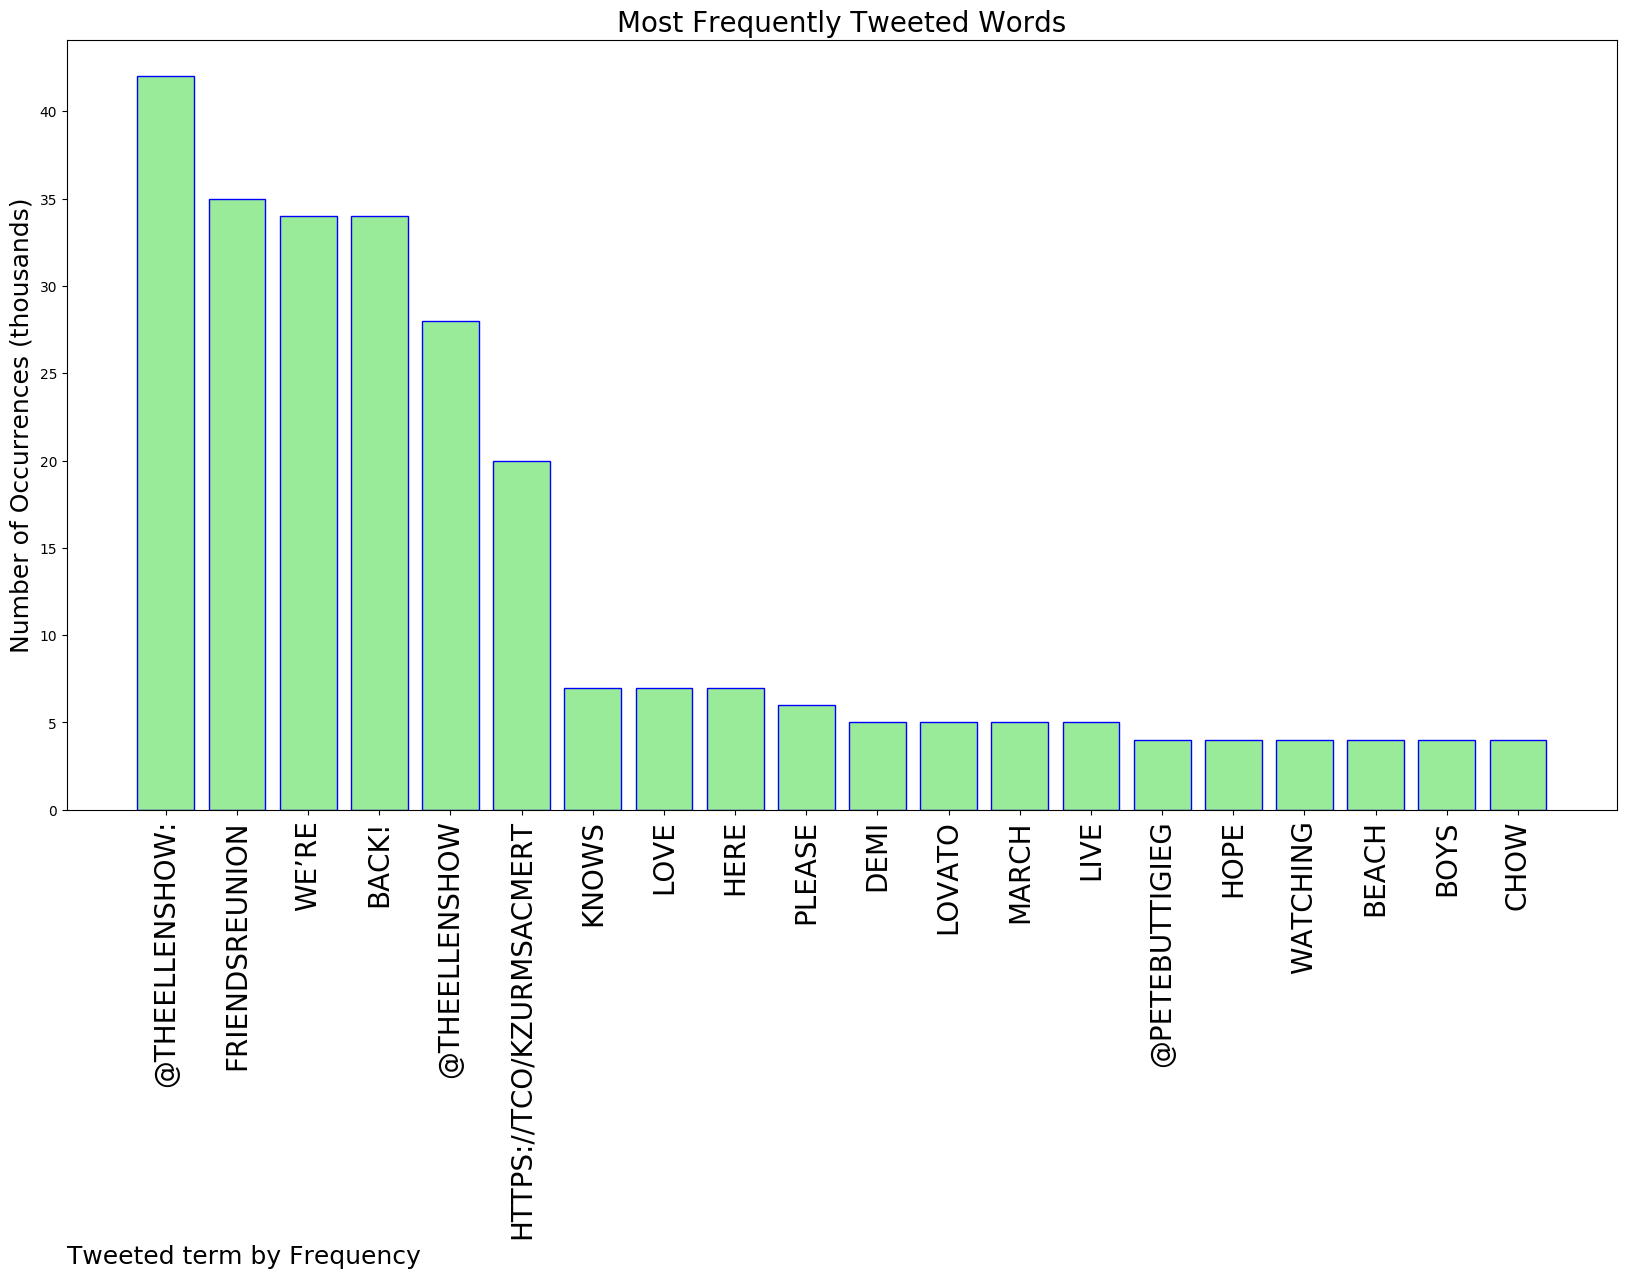 Most Frequently Tweeted Words
Number of Occurrences (thousands)
40
35
30
25
20
15
10
5
0
@THEELLENSHOW:
FRIENDSREUNION
WE’RE
BACK!
@THEELLENSHOW
HTTPS://TCO/KZURMSACMERT
KNOWS
LOVE
HERE
PLEASE
DEMI
LOVATO
MARCH
LIVE
@PETEBUTTIGIEG
HOPE
WATCHING
BEACH
BOYS
CHOW
Tweeted term by Frequency